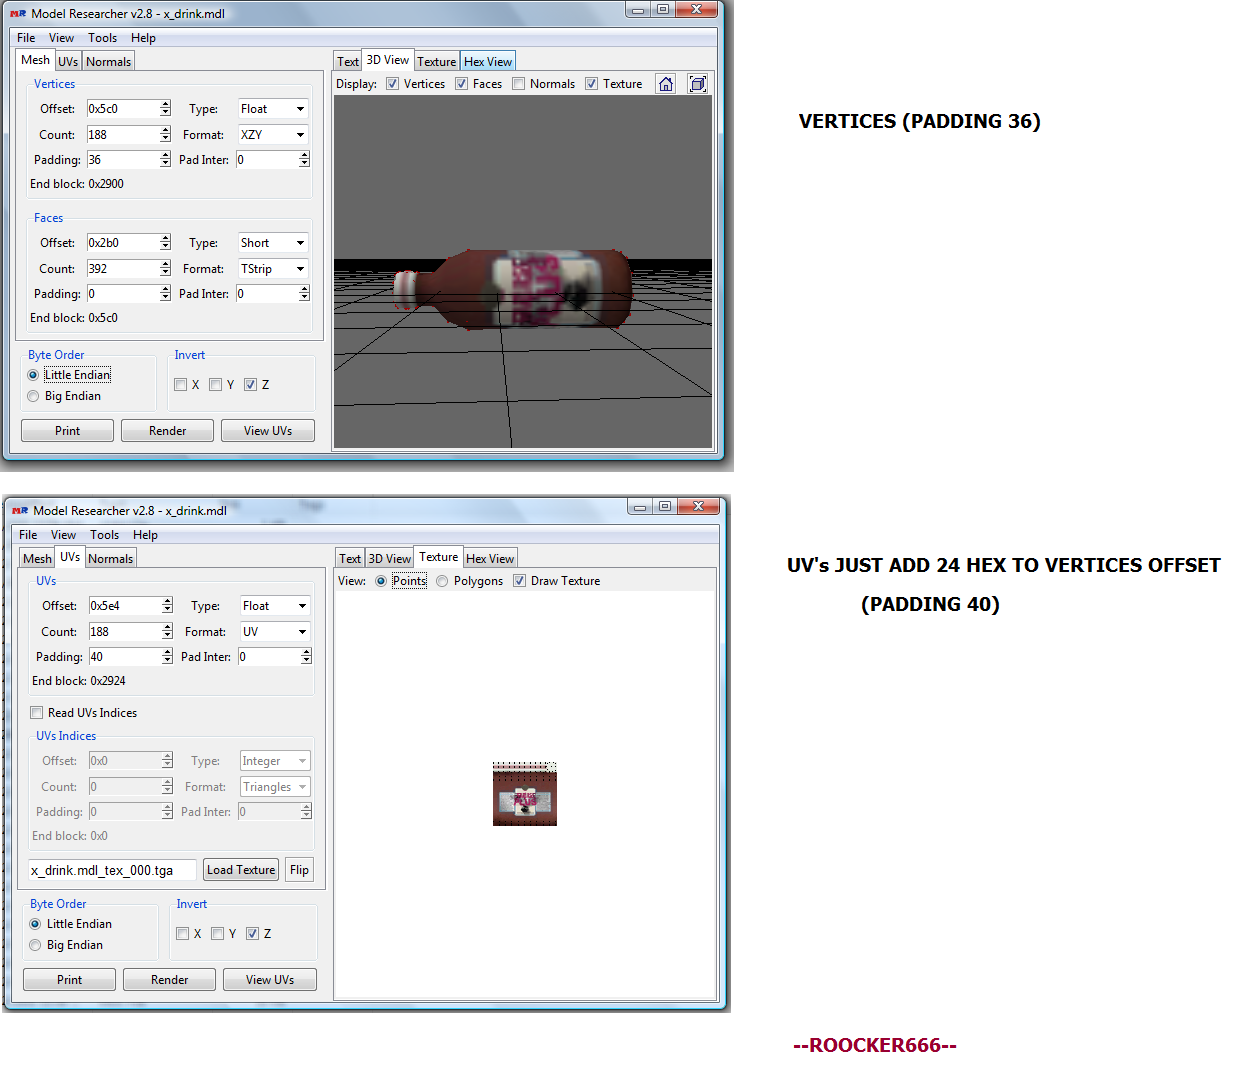 Model Researcher v2.8 - x_drink.mdl
File View Tools Help
Mesh UVs Normals
Text 3D View Texture Hex View
Display: Vertices Faces Normals Texture
Vertices
Offset: 0x5c0 Type: Float
Count: 188 Format: XZY
Padding: 36 Pad Inter: 0
End block: 0x2900
Faces
Offset: 0x2b0 Type: Short
Count: 392 Format: TStrip
Padding: 0 Pad Inter: 0
End block: 0x5c0
Byte Order Invert
Little Endian X Y Z
Big Endian
Print Render View UVs
VERTICES (PADDING 36)
Model Researcher v2.8 - x_drink.mdl
File View Tools Help
Mesh UVs Normals
Text 3D View Texture Hex View
View: Points Polygons Draw Texture
UVs
Offset: 0x5e4 Type: Float
Count: 188 Format: UV
Padding: 40 Pad Inter: 0
End block: 0x2924
Read UVs Indices
UVs Indices
Offset: 0x0 Type: Integer
Count: 0 Format: Triangles
Padding: 0 Pad Inter: 0
End block: 0x0
x_drink.mdl_tex_000.tga Load Texture Flip
Byte Order Invert
Little Endian X Y Z
Big Endian
Print Render View UVs
PLUS
UV's JUST ADD 24 HEX TO VERTICES OFFSET
(PADDING 40)
--ROOCKER666--